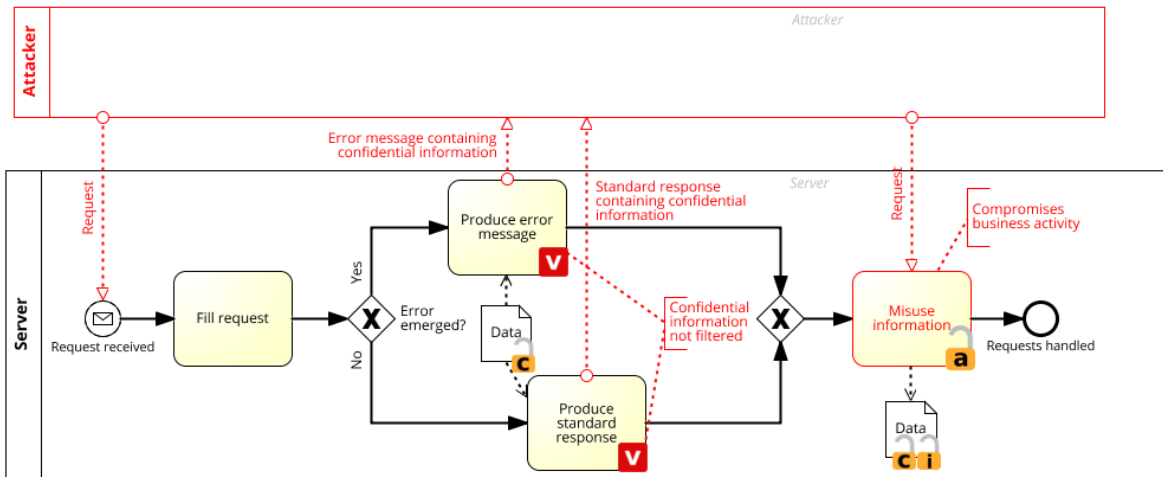 Attacker
Attacker
Error message containing
confidential information
Request
Server
Standard response
containing confidential
information
Request
Compromises
business activity
Server
Produce error
message
V
Yes
Request received
Fill request
X
Error
emerged?
No
Data
c
Confidential
information
not filtered
X
Misuse
information
a
Requests handled
Produce
standard
response
V
Data
c
i